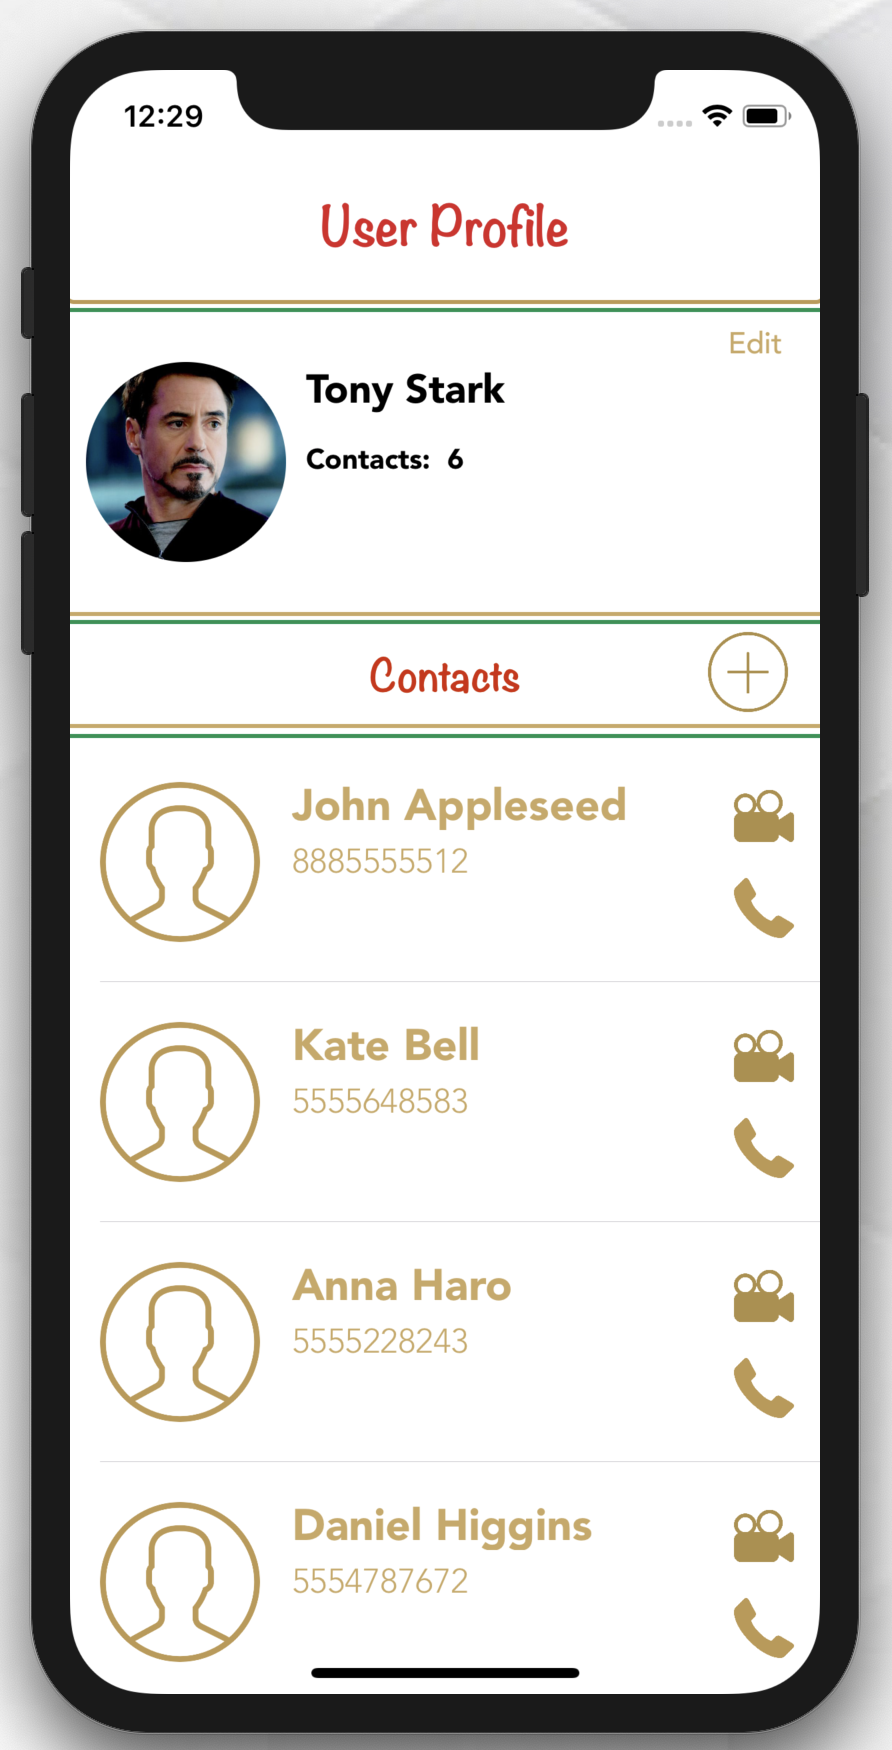 12:29
User Profile
Edit
Tony Stark
Contacts: 6
Contacts
John Appleseed
8885555512
Kate Bell
5555648583
Anna Haro
5555228243
Daniel Higgins
5554787672